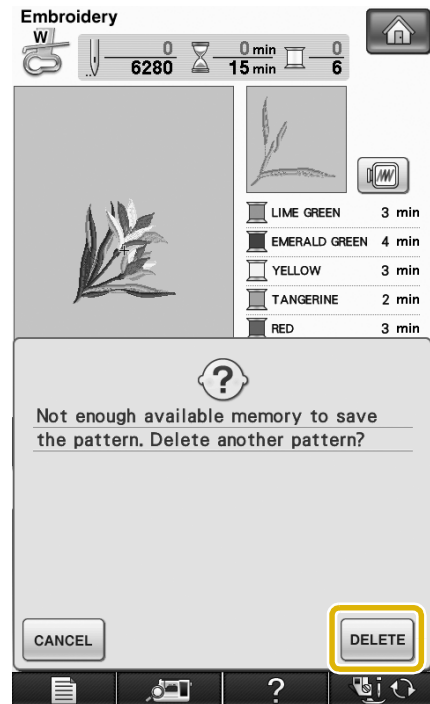 Embroidery
W
0
6280
0 min
15 min
0
6
LIME GREEN 3 min
EMERALD GREEN 4 min
YELLOW 3 min
TANGERINE 2 min
RED 3 min
?
Not enough available memory to save
the pattern. Delete another pattern?
CANCEL
DELETE
?